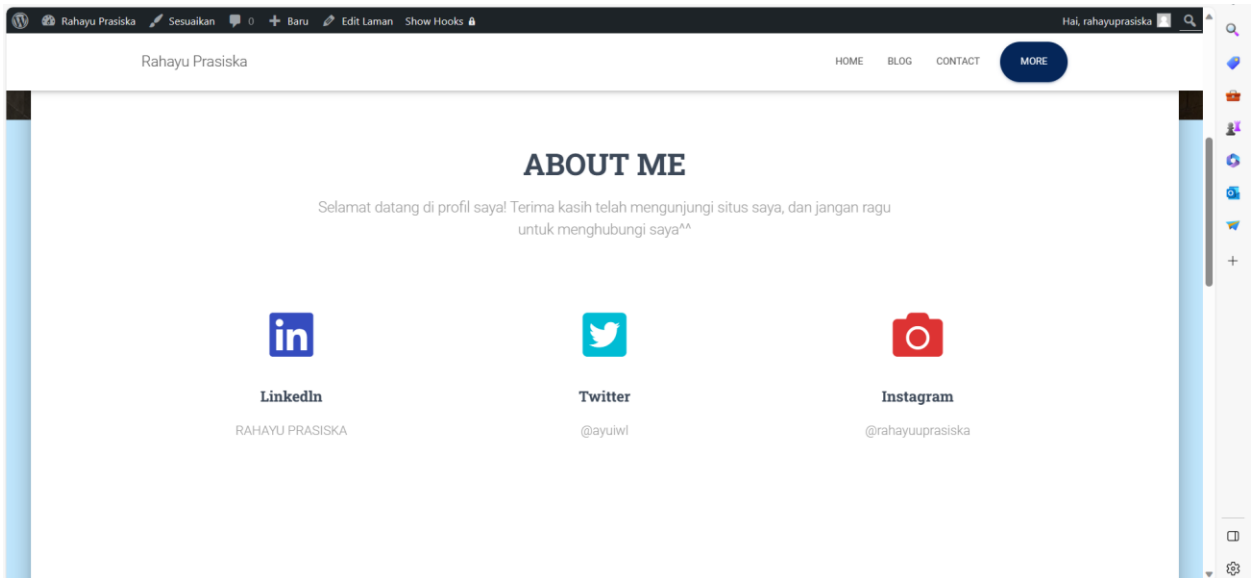 Rahayu Prasiska Sesuaikan 0 Baru Edit Laman Show Hooks Hai, rahayuprasiska
Rahayu Prasiska HOME BLOG CONTACT MORE
ABOUT ME
Selamat datang di profil saya! Terima kasih telah mengunjungi situs saya, dan jangan ragu
untuk menghubungi saya^^
in
LinkedIn Twitter Instagram
RAHAYU PRASISKA @ayuiwl @rahayuuprasiska